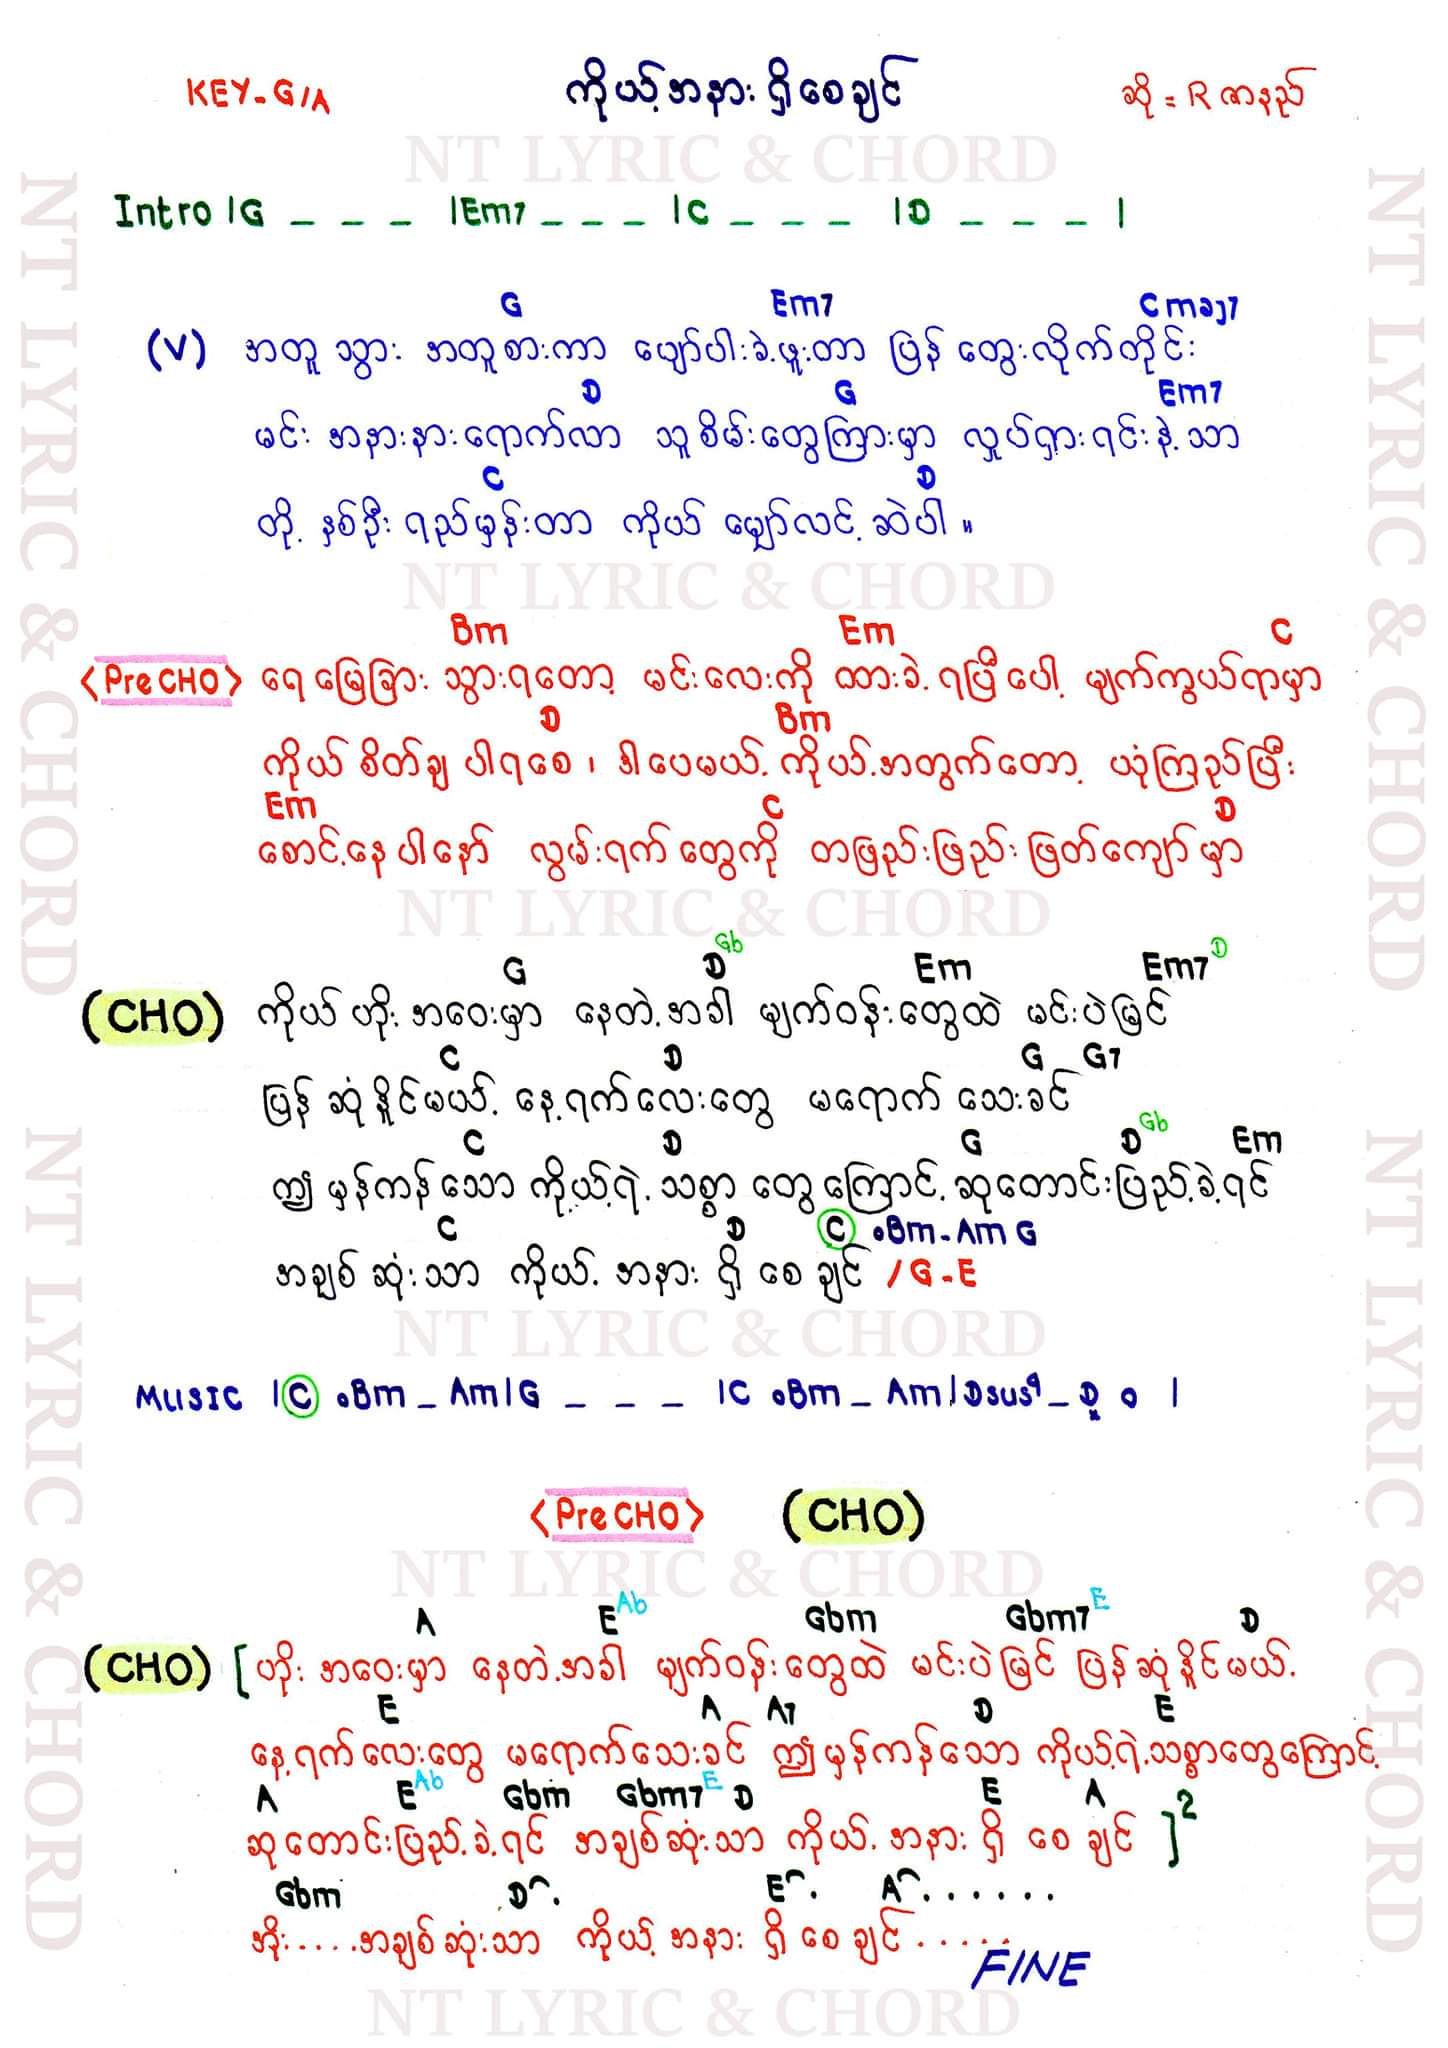 KEY-G/A ကိုယ့်အနားရှိစေချင် ဆို = R ဇာနည်
NT LYRIC & CHORD
Intro |G _ _ _ |Em7 _ _ _ |C _ _ _ |D _ _ _ |
G Em7 Cmaj7
(V) အတူသွား အတူစားကာ ပျော်ပါးခဲ့ဖူးတာ ပြန်တွေးလိုက်တိုင်း
D G Em7
မင်းအနားနားရောက်လာ သူစိမ်းတွေကြားမှာ လှုပ်ရှားရင်းနဲ့သာ
C D
တို့နှစ်ဦးရည်မှန်းတာ ကိုယ်မျှော်လင့်ဆဲပါ။
NT LYRIC & CHORD
Bm Em C
<Pre CHO> ရေမြေခြားသွားရတော့ မင်းလေးကိုထားခဲ့ရပြီပေါ့ မျက်ကွယ်ရာမှာ
D Bm
ကိုယ်စိတ်ချပါရစေ၊ ဒါပေမယ့်ကိုယ့်အတွက်တော့ ယုံကြည်ပြီး
Em C D
စောင့်နေပါနော် လွမ်းရက်တွေကို တဖြည်းဖြည်းဖြတ်ကျော်မှာ
NT LYRIC & CHORD
G D Gb Em Em7 D
(CHO) ကိုယ်ဟိုးအဝေးမှာ နေတဲ့အခါ မျက်ဝန်းတွေထဲ မင်းပဲမြင်
C D G G7
ပြန်ဆုံနိုင်မယ့် နေ့ရက်လေးတွေ မရောက်သေးခင်
C D G D Gb Em
ဤမှန်ကန်သော ကိုယ့်ရဲ့သစ္စာတွေကြောင့် ဆုတောင်းပြည့်ခဲ့ရင်
C D C •Bm-Am G
အချစ်ဆုံးသာ ကိုယ့်အနားရှိစေချင် /G-E
NT LYRIC & CHORD
MUSIC |C •Bm _ Am|G _ _ _ |C •Bm _ Am|Dsus4 _ D • |
<Pre CHO> (CHO)
NT LYRIC & CHORD
A E Ab Gbm Gbm7 E D
(CHO) [ဟိုးအဝေးမှာ နေတဲ့အခါ မျက်ဝန်းတွေထဲ မင်းပဲမြင် ပြန်ဆုံနိုင်မယ့်
E A A7 D E
နေ့ရက်လေးတွေ မရောက်သေးခင် ဤမှန်ကန်သော ကိုယ့်ရဲ့သစ္စာတွေကြောင့်
A E Ab Gbm Gbm7 E D E A
ဆုတောင်းပြည့်ခဲ့ရင် အချစ်ဆုံးသာ ကိုယ့်အနားရှိစေချင် ]2
Gbm D⌒. E⌒. A⌒......
အိုး....အချစ်ဆုံးသာ ကိုယ့်အနားရှိစေချင်.....
FINE
NT LYRIC & CHORD
NT LYRIC & CHORD
NT LYRIC & CHORD
NT LYRIC & CHORD
NT LYRIC & CHORD